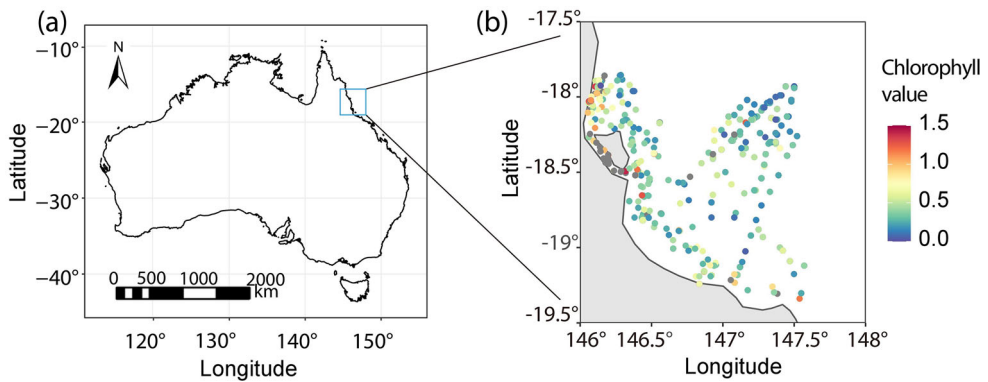 (a)
N
−10°
−20°
−30°
−40°
Latitude
0 500 1000 2000
km
120° 130° 140° 150°
Longitude
(b)
-17.5°
-18°
-18.5°
-19°
-19.5°
Latitude
146° 146.5° 147° 147.5° 148°
Longitude
Chlorophyll
value
1.5
1.0
0.5
0.0